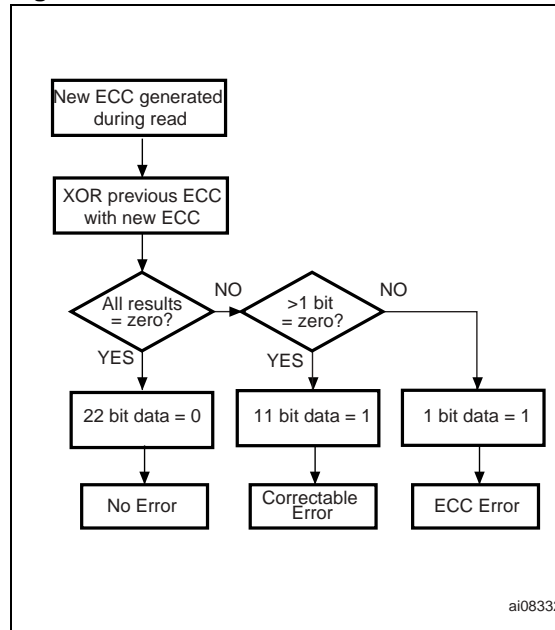 New ECC generated
during read
XOR previous ECC
with new ECC
All results
= zero?
NO
>1 bit
= zero?
NO
YES
YES
22 bit data = 0
11 bit data = 1
1 bit data = 1
No Error
Correctable
Error
ECC Error